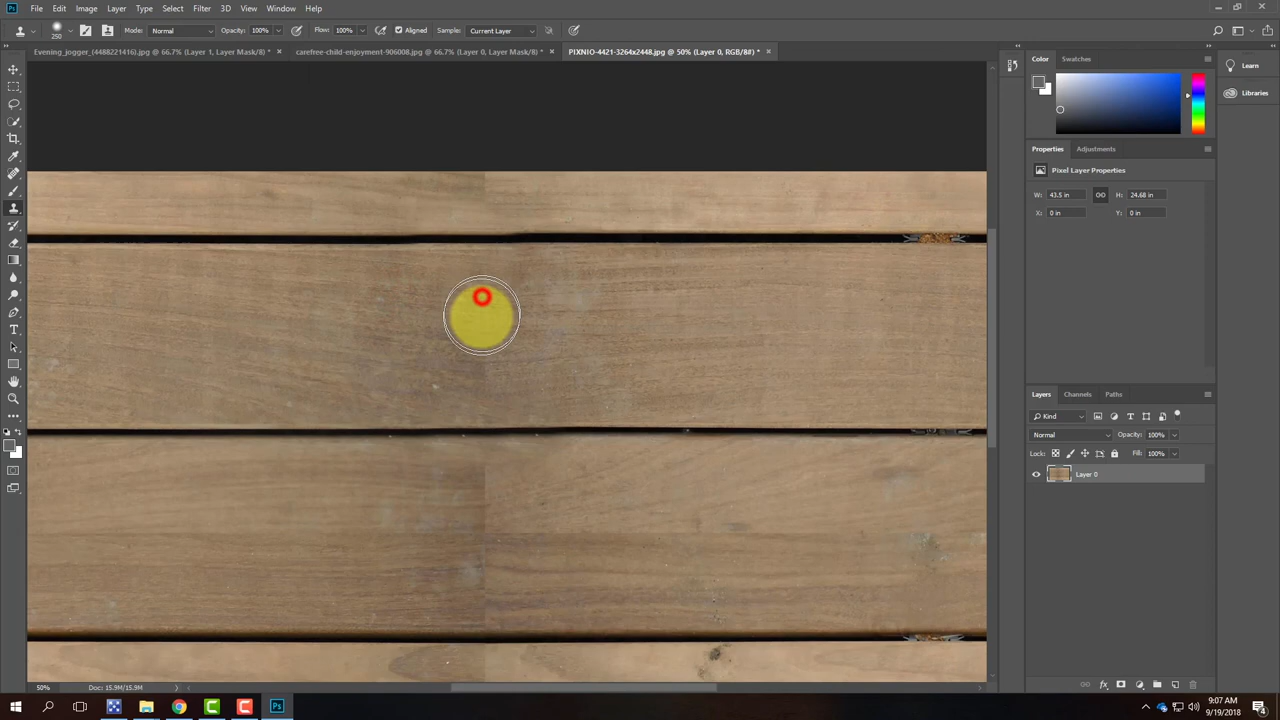 Ps File Edit Image Layer Type Select Filter 3D View Window Help
250 Mode: Normal Opacity: 100% Flow: 100% Aligned Sample: Current Layer
Evening_jogger_(4488221416).jpg @ 66.7% (Layer 1, Layer Mask/8) * × carefree-child-enjoyment-906008.jpg @ 66.7% (Layer 0, Layer Mask/8) * × PIXNIO-4421-3264x2448.jpg @ 50% (Layer 0, RGB/8#) * ×
Color Swatches
Learn
Libraries
Properties Adjustments
Pixel Layer Properties
W: 43.5 in H: 24.68 in
X: 0 in Y: 0 in
Layers Channels Paths
Kind
Normal Opacity: 100%
Lock: Fill: 100%
Layer 0
50% Doc: 15.9M/15.9M
Ps
9:07 AM
9/19/2018